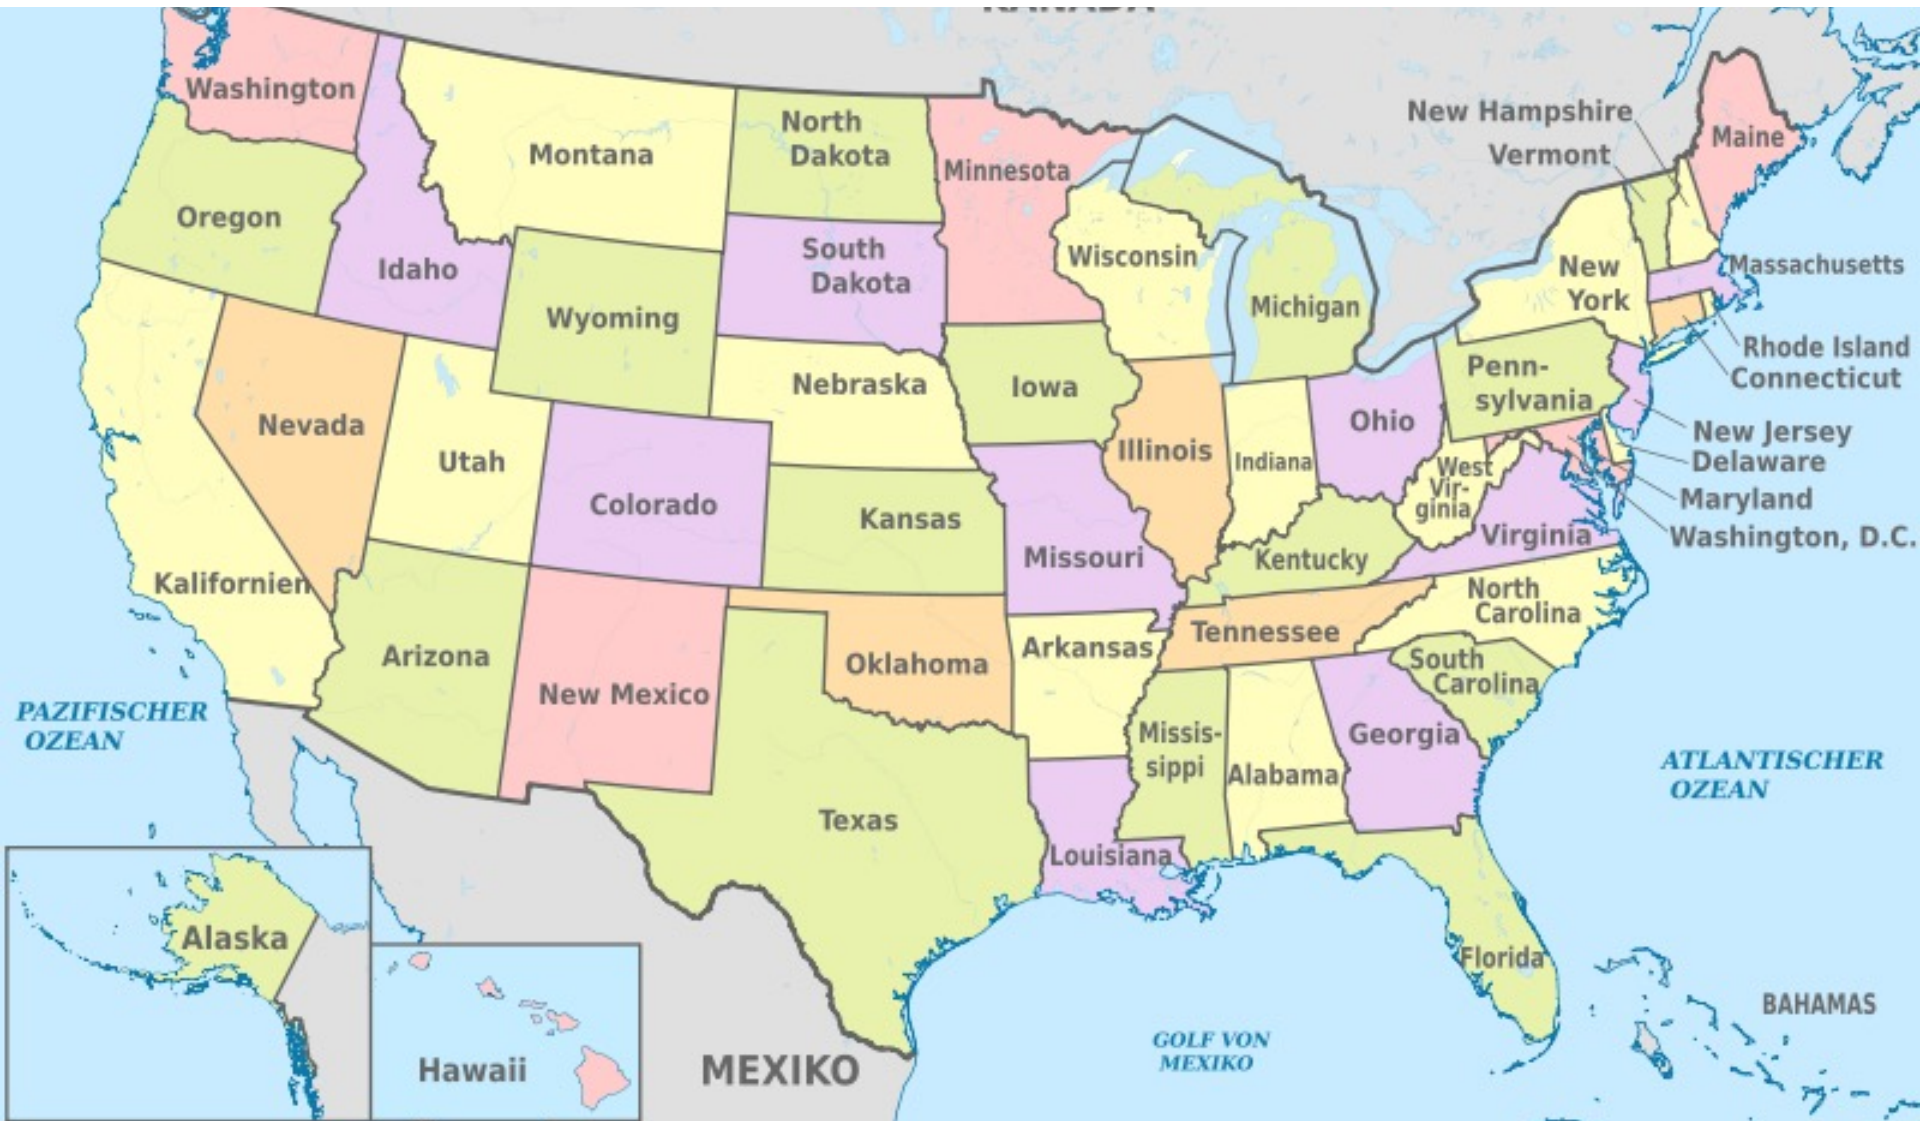 KANADA
Washington
Montana
North
Dakota
Minnesota
New Hampshire
Vermont
Maine
Oregon
Idaho
South
Dakota
Wisconsin
Michigan
New
York
Massachusetts
Wyoming
Rhode Island
Connecticut
Nebraska
Iowa
Penn-
sylvania
Nevada
Utah
Illinois
Indiana
Ohio
New Jersey
Delaware
West
Vir-
ginia
Maryland
Colorado
Kansas
Missouri
Kentucky
Virginia
Washington, D.C.
Kalifornien
North
Carolina
Arizona
New Mexico
Oklahoma
Arkansas
Tennessee
South
Carolina
PAZIFISCHER
OZEAN
Missis-
sippi
Alabama
Georgia
ATLANTISCHER
OZEAN
Texas
Louisiana
Alaska
Florida
Hawaii
MEXIKO
GOLF VON
MEXIKO
BAHAMAS